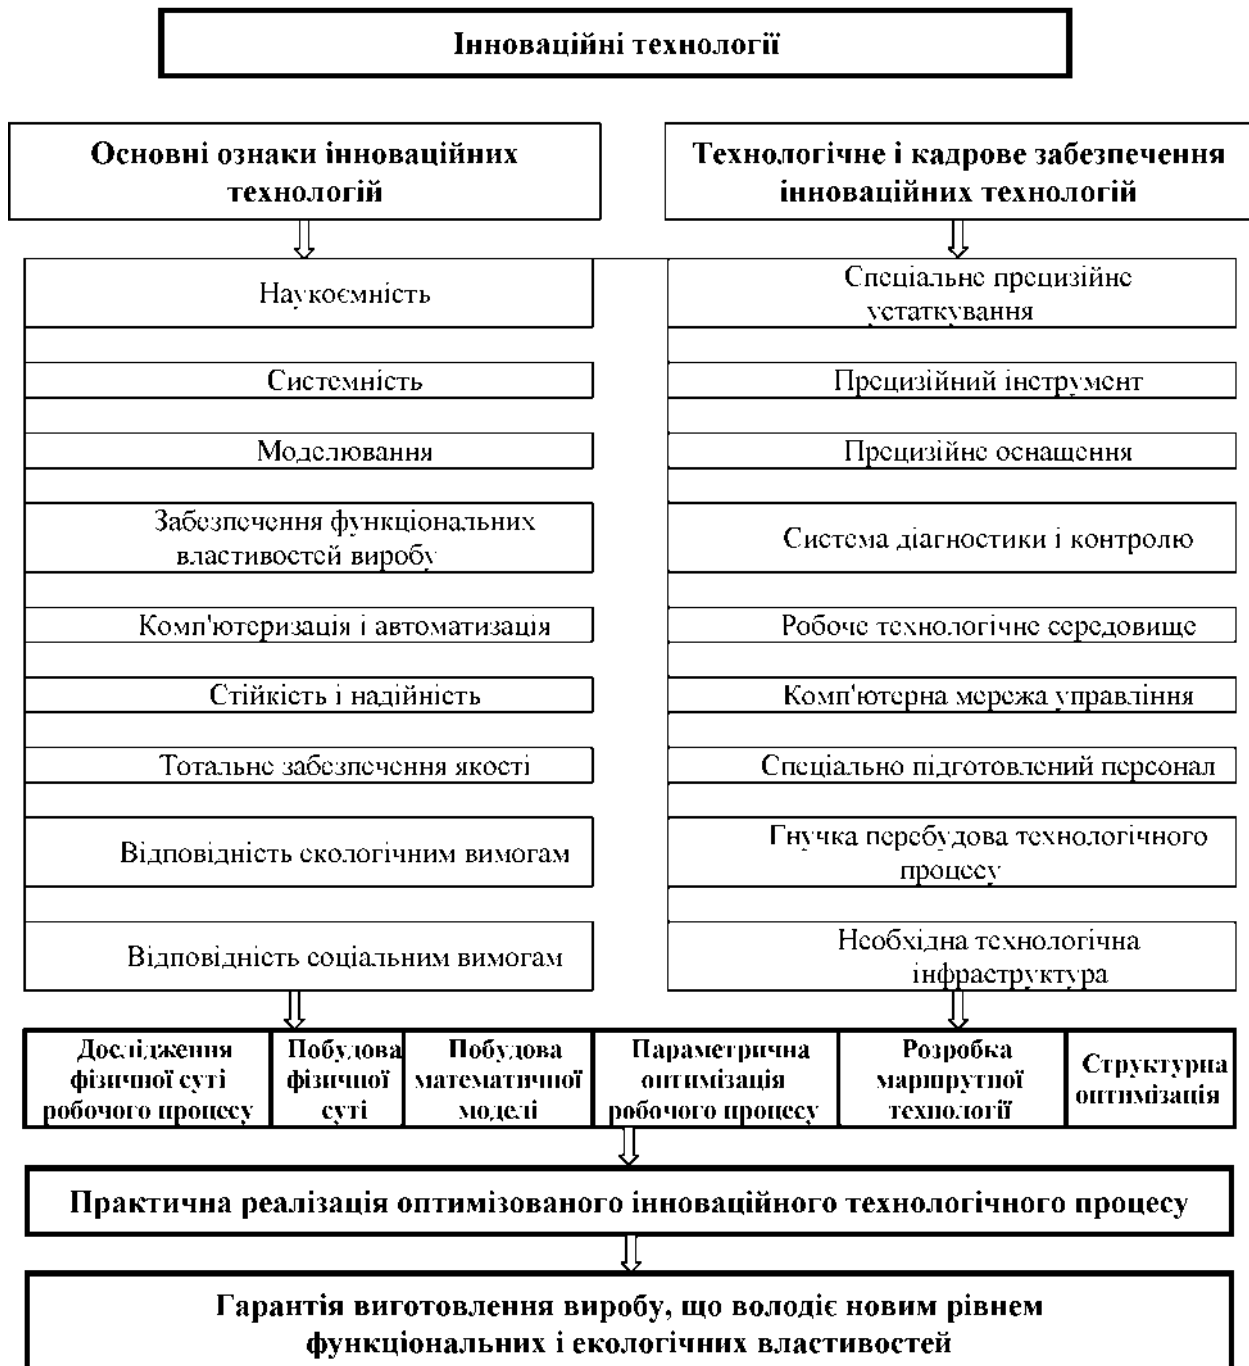 Інноваційні технології
Основні ознаки інноваційних
технологій
Технологічне і кадрове забезпечення
інноваційних технологій
Наукоємність
Системність
Моделювання
Забезпечення функціональних
властивостей виробу
Комп'ютеризація і автоматизація
Стійкість і надійність
Тотальне забезпечення якості
Відповідність екологічним вимогам
Відповідність соціальним вимогам
Спеціальне прецизійне
устаткування
Прецизійний інструмент
Прецизійне оснащення
Система діагностики і контролю
Робоче технологічне середовище
Комп'ютерна мережа управління
Спеціально підготовлений персонал
Гнучка перебудова технологічного
процесу
Необхідна технологічна
інфраструктура
Дослідження
фізичної суті
робочого процесу
Побудова
фізичної
суті
Побудова
математичної
моделі
Параметрична
оптимізація
робочого процесу
Розробка
маршрутної
технології
Структурна
оптимізація
Практична реалізація оптимізованого інноваційного технологічного процесу
Гарантія виготовлення виробу, що володіє новим рівнем
функціональних і екологічних властивостей